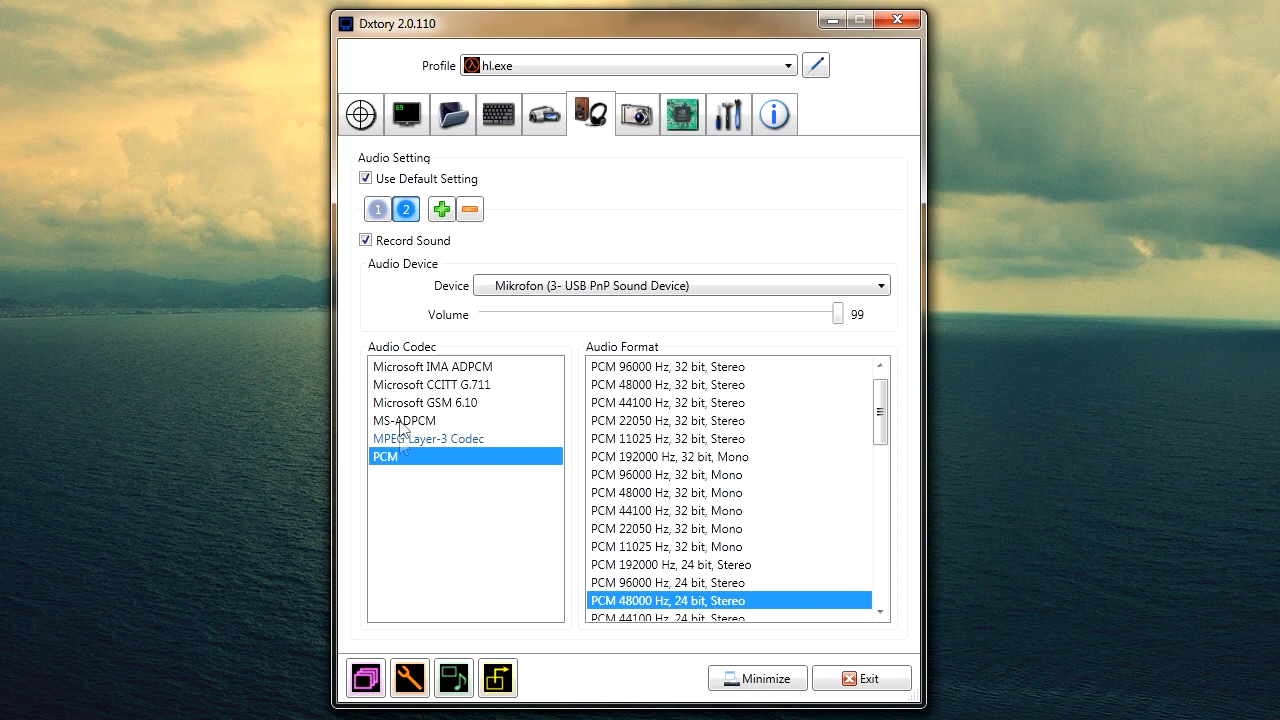 Dxtory 2.0.110
Profile hl.exe
69
Audio Setting
Use Default Setting
1 2
Record Sound
Audio Device
Device Mikrofon (3- USB PnP Sound Device)
Volume 99
Audio Codec
Microsoft IMA ADPCM
Microsoft CCITT G.711
Microsoft GSM 6.10
MS-ADPCM
MPEG Layer-3 Codec
PCM
Audio Format
PCM 96000 Hz, 32 bit, Stereo
PCM 48000 Hz, 32 bit, Stereo
PCM 44100 Hz, 32 bit, Stereo
PCM 22050 Hz, 32 bit, Stereo
PCM 11025 Hz, 32 bit, Stereo
PCM 192000 Hz, 32 bit, Mono
PCM 96000 Hz, 32 bit, Mono
PCM 48000 Hz, 32 bit, Mono
PCM 44100 Hz, 32 bit, Mono
PCM 22050 Hz, 32 bit, Mono
PCM 11025 Hz, 32 bit, Mono
PCM 192000 Hz, 24 bit, Stereo
PCM 96000 Hz, 24 bit, Stereo
PCM 48000 Hz, 24 bit, Stereo
PCM 44100 Hz, 24 bit, Stereo
Minimize
Exit